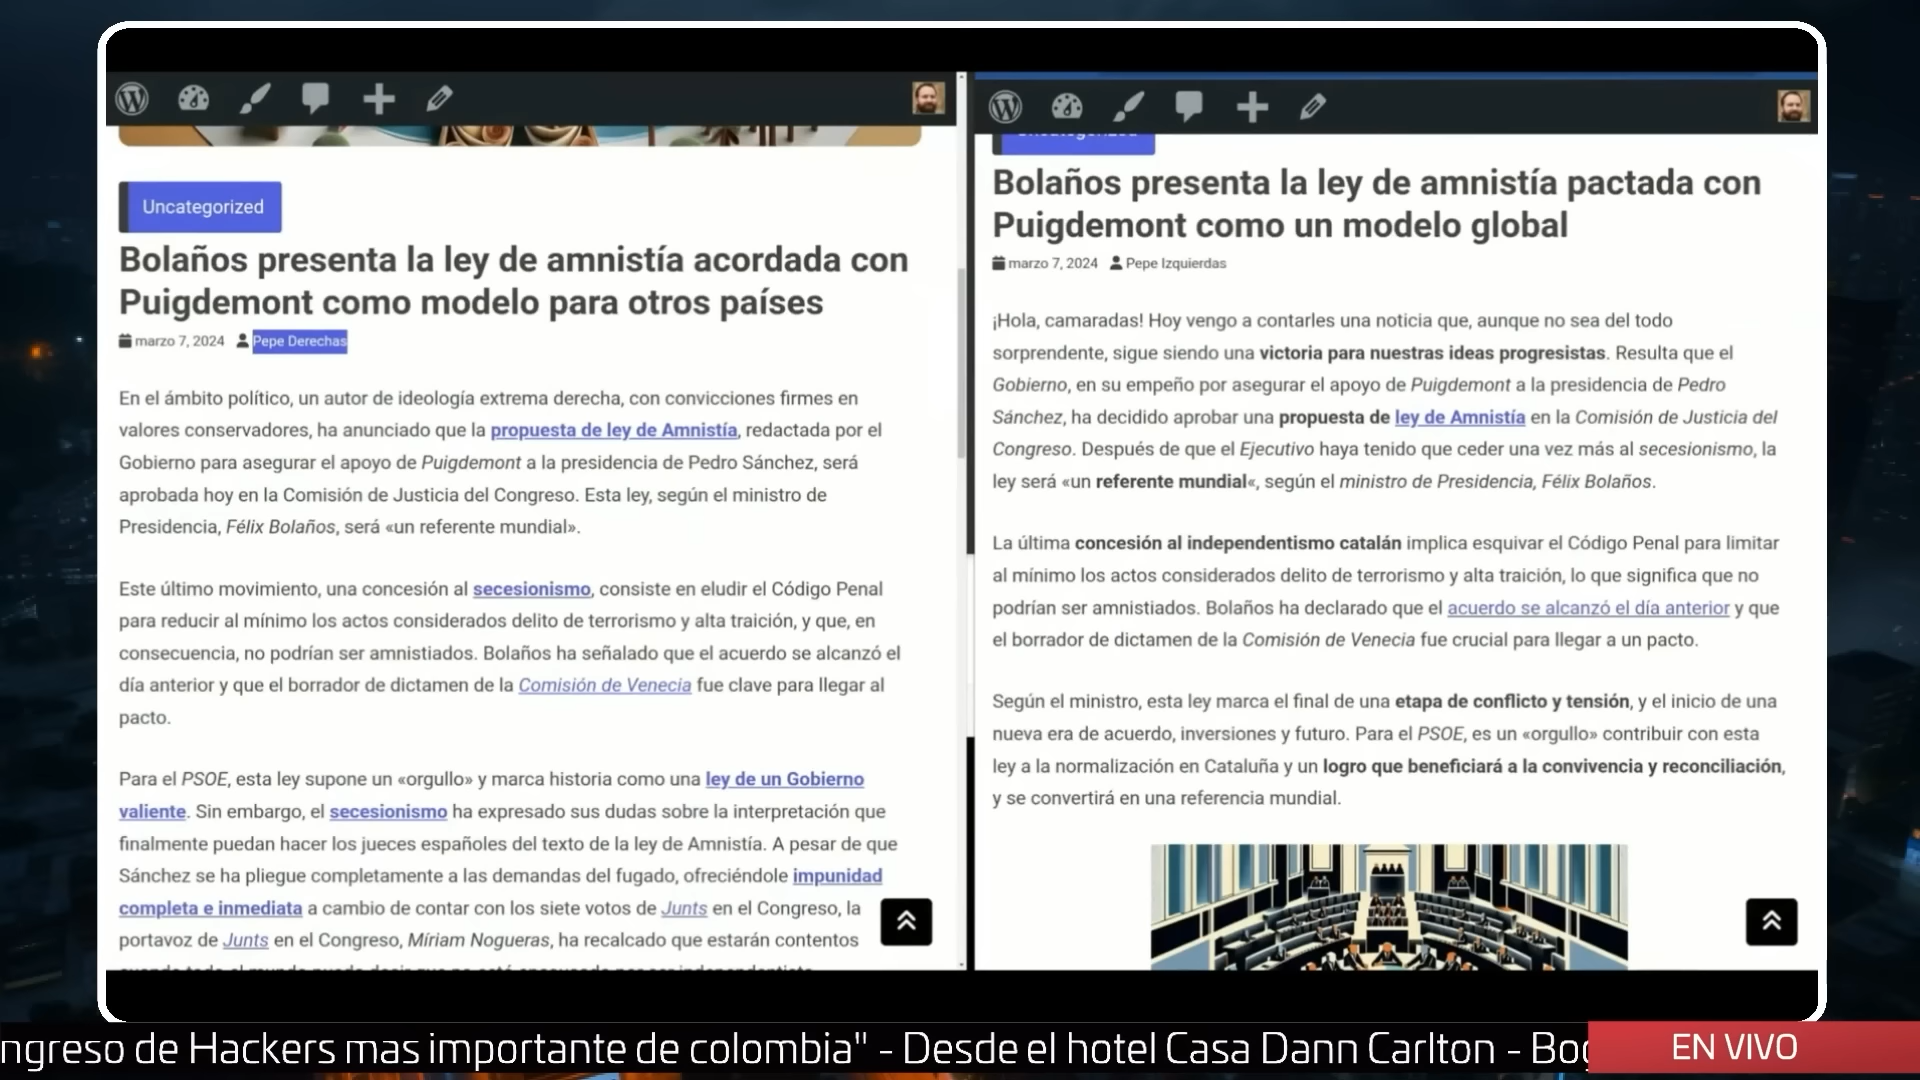 Uncategorized
Bolaños presenta la ley de amnistía acordada con
Puigdemont como modelo para otros países
marzo 7, 2024 Pepe Derechas
En el ámbito político, un autor de ideología extrema derecha, con convicciones firmes en
valores conservadores, ha anunciado que la propuesta de ley de Amnistía, redactada por el
Gobierno para asegurar el apoyo de Puigdemont a la presidencia de Pedro Sánchez, será
aprobada hoy en la Comisión de Justicia del Congreso. Esta ley, según el ministro de
Presidencia, Félix Bolaños, será «un referente mundial».
Este último movimiento, una concesión al secesionismo, consiste en eludir el Código Penal
para reducir al mínimo los actos considerados delito de terrorismo y alta traición, y que, en
consecuencia, no podrían ser amnistiados. Bolaños ha señalado que el acuerdo se alcanzó el
día anterior y que el borrador de dictamen de la Comisión de Venecia fue clave para llegar al
pacto.
Para el PSOE, esta ley supone un «orgullo» y marca historia como una ley de un Gobierno
valiente. Sin embargo, el secesionismo ha expresado sus dudas sobre la interpretación que
finalmente puedan hacer los jueces españoles del texto de la ley de Amnistía. A pesar de que
Sánchez se ha pliegue completamente a las demandas del fugado, ofreciéndole impunidad
completa e inmediata a cambio de contar con los siete votos de Junts en el Congreso, la
portavoz de Junts en el Congreso, Míriam Nogueras, ha recalcado que estarán contentos
Uncategorized
Bolaños presenta la ley de amnistía pactada con
Puigdemont como un modelo global
marzo 7, 2024 Pepe Izquierdas
¡Hola, camaradas! Hoy vengo a contarles una noticia que, aunque no sea del todo
sorprendente, sigue siendo una victoria para nuestras ideas progresistas. Resulta que el
Gobierno, en su empeño por asegurar el apoyo de Puigdemont a la presidencia de Pedro
Sánchez, ha decidido aprobar una propuesta de ley de Amnistía en la Comisión de Justicia del
Congreso. Después de que el Ejecutivo haya tenido que ceder una vez más al secesionismo, la
ley será «un referente mundial«, según el ministro de Presidencia, Félix Bolaños.
La última concesión al independentismo catalán implica esquivar el Código Penal para limitar
al mínimo los actos considerados delito de terrorismo y alta traición, lo que significa que no
podrían ser amnistiados. Bolaños ha declarado que el acuerdo se alcanzó el día anterior y que
el borrador de dictamen de la Comisión de Venecia fue crucial para llegar a un pacto.
Según el ministro, esta ley marca el final de una etapa de conflicto y tensión, y el inicio de una
nueva era de acuerdo, inversiones y futuro. Para el PSOE, es un «orgullo» contribuir con esta
ley a la normalización en Cataluña y un logro que beneficiará a la convivencia y reconciliación,
y se convertirá en una referencia mundial.
ngreso de Hackers mas importante de colombia" - Desde el hotel Casa Dann Carlton - Bog
EN VIVO